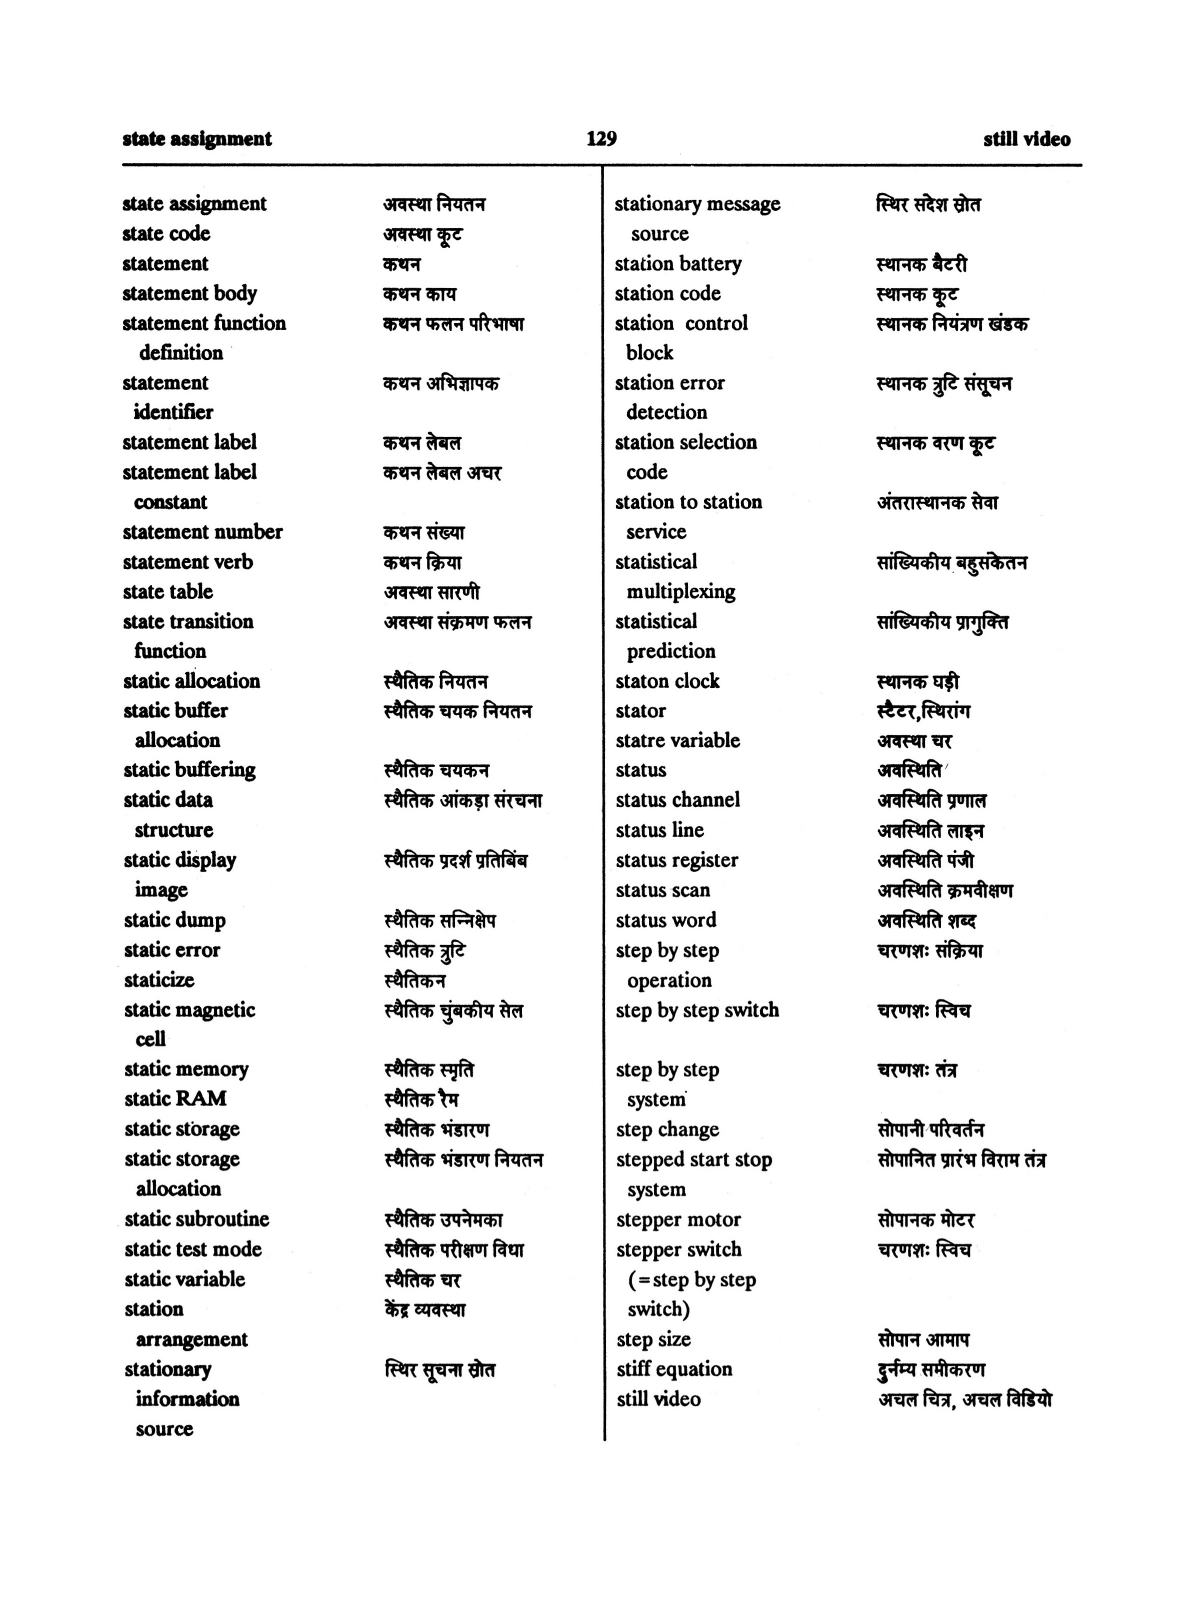 state assignment 129 still video
state assignment अवस्था नियतन
state code अवस्था कूट
statement कथन
statement body कथन काय
statement function कथन फलन परिभाषा
definition
statement कथन अभिज्ञापक
identifier
statement label कथन लेबल
statement label कथन लेबल अचर
constant
statement number कथन संख्या
statement verb कथन क्रिया
state table अवस्था सारणी
state transition अवस्था संक्रमण फलन
function
static allocation स्थैतिक नियतन
static buffer स्थैतिक चयक नियतन
allocation
static buffering स्थैतिक चयकन
static data स्थैतिक आंकड़ा संरचना
structure
static display स्थैतिक प्रदर्श प्रतिबिंब
image
static dump स्थैतिक सन्निक्षेप
static error स्थैतिक त्रुटि
staticize स्थैतिकन
static magnetic स्थैतिक चुंबकीय सेल
cell
static memory स्थैतिक स्मृति
static RAM स्थैतिक रैम
static storage स्थैतिक भंडारण
static storage स्थैतिक भंडारण नियतन
allocation
static subroutine स्थैतिक उपनेमका
static test mode स्थैतिक परीक्षण विधा
static variable स्थैतिक चर
station केंद्र व्यवस्था
arrangement
stationary स्थिर सूचना स्रोत
information
source
stationary message स्थिर संदेश स्रोत
source
station battery स्थानक बैटरी
station code स्थानक कूट
station control स्थानक नियंत्रण खंडक
block
station error स्थानक त्रुटि संसूचन
detection
station selection स्थानक वरण कूट
code
station to station अंतरास्थानक सेवा
service
statistical सांख्यिकीय बहुसंकेतन
multiplexing
statistical सांख्यिकीय प्रागुक्ति
prediction
staton clock स्थानक घड़ी
stator स्टैटर,स्थिरांग
statre variable अवस्था चर
status अवस्थिति
status channel अवस्थिति प्रणाल
status line अवस्थिति लाइन
status register अवस्थिति पंजी
status scan अवस्थिति क्रमवीक्षण
status word अवस्थिति शब्द
step by step चरणशः संक्रिया
operation
step by step switch चरणशः स्विच
step by step चरणशः तंत्र
system
step change सोपानी परिवर्तन
stepped start stop सोपानित प्रारंभ विराम तंत्र
system
stepper motor सोपानक मोटर
stepper switch चरणशः स्विच
(=step by step
switch)
step size सोपान आमाप
stiff equation दुर्नम्य समीकरण
still video अचल चित्र, अचल विडियो